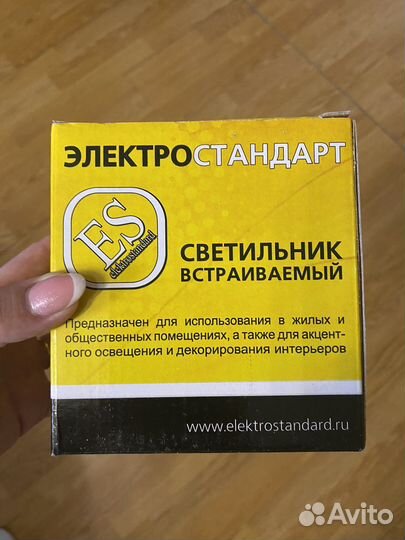 ЭЛЕКТРОСТАНДАРТ
ES
elektrostandard
СВЕТИЛЬНИК
ВСТРАИВАЕМЫЙ
Предназначен для использования в жилых и
общественных помещениях, а также для акцент-
ного освещения и декорирования интерьеров
www.elektrostandard.ru
Avito